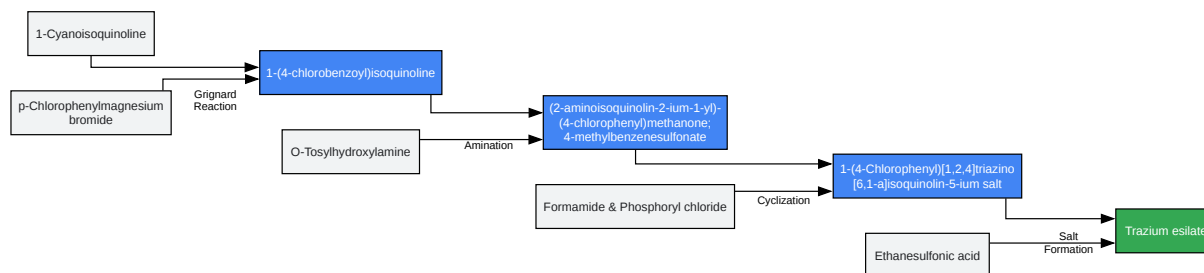 1-Cyanoisoquinoline
p-Chlorophenylmagnesium
bromide
Grignard
Reaction
1-(4-chlorobenzoyl)isoquinoline
O-Tosylhydroxylamine
Amination
(2-aminoisoquinolin-2-ium-1-yl)-
(4-chlorophenyl)methanone;
4-methylbenzenesulfonate
Formamide & Phosphoryl chloride
Cyclization
1-(4-Chlorophenyl)[1,2,4]triazino
[6,1-a]isoquinolin-5-ium salt
Ethanesulfonic acid
Salt
Formation
Trazium esilate